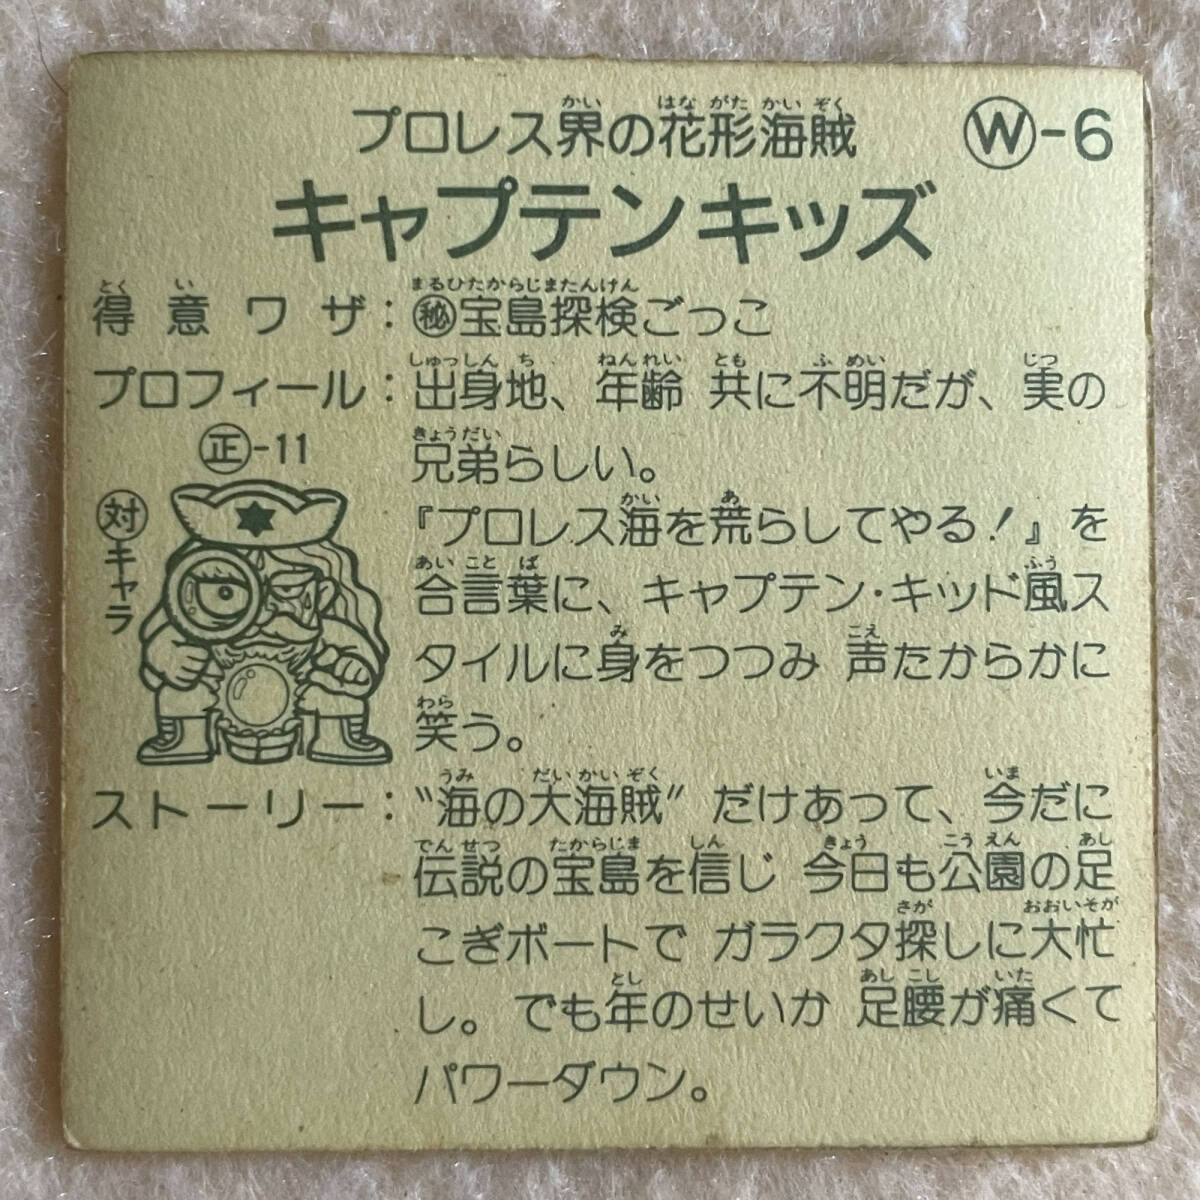 プロレス界の花形海賊 Ⓦ-6
キャプテンキッズ
得意ワザ：㊙宝島探検ごっこ
プロフィール：出身地、年齢 共に不明だが、実の
兄弟らしい。
『プロレス海を荒らしてやる！』を
合言葉に、キャプテン・キッド風ス
タイルに身をつつみ 声たからかに
笑う。
㊣-11
対キャラ
ストーリー："海の大海賊" だけあって、今だに
伝説の宝島を信じ 今日も公園の足
こぎボートで ガラクタ探しに大忙
し。でも年のせいか 足腰が痛くて
パワーダウン。